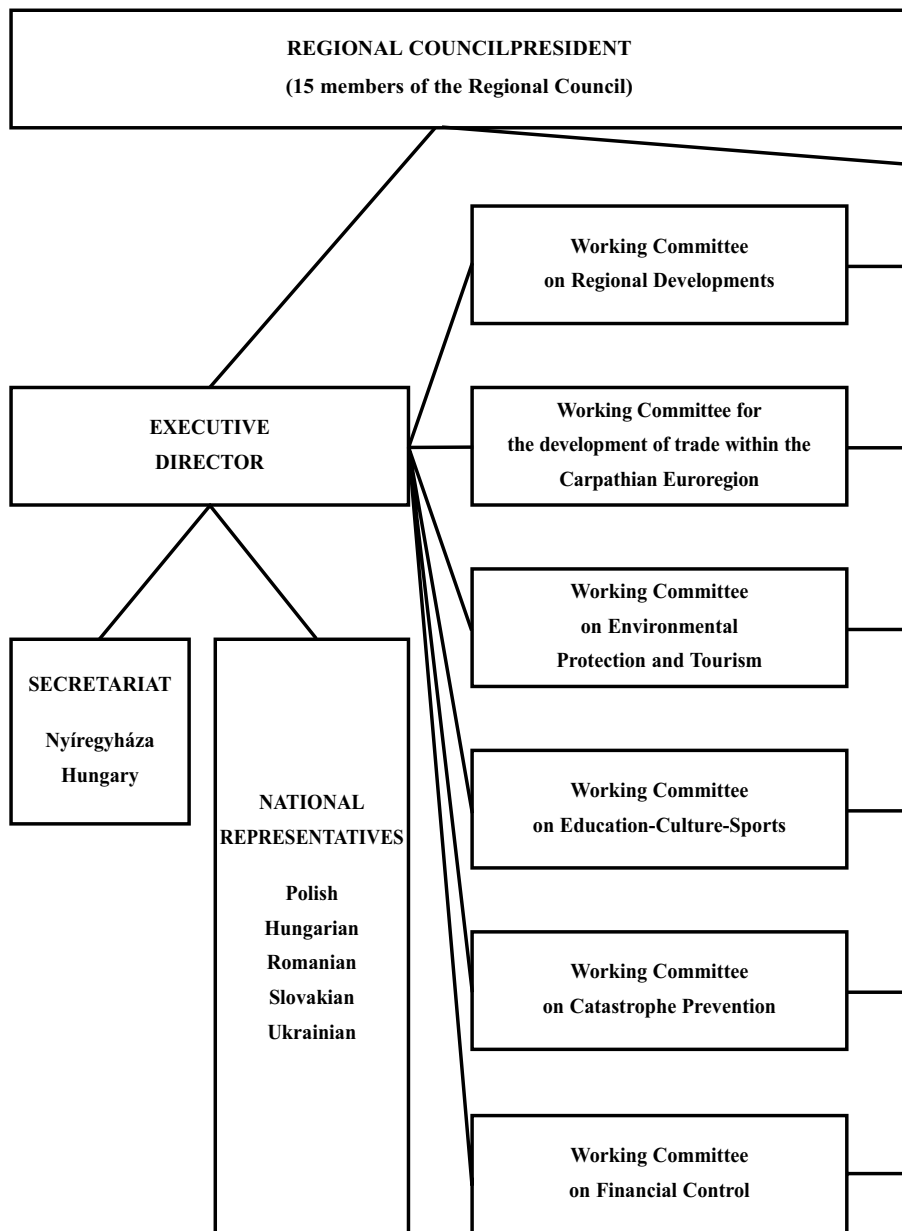 REGIONAL COUNCILPRESIDENT
(15 members of the Regional Council)
Working Committee
on Regional Developments
EXECUTIVE
DIRECTOR
Working Committee for
the development of trade within the
Carpathian Euroregion
Working Committee
on Environmental
Protection and Tourism
SECRETARIAT
Nyíregyháza
Hungary
NATIONAL
REPRESENTATIVES
Polish
Hungarian
Romanian
Slovakian
Ukrainian
Working Committee
on Education-Culture-Sports
Working Committee
on Catastrophe Prevention
Working Committee
on Financial Control